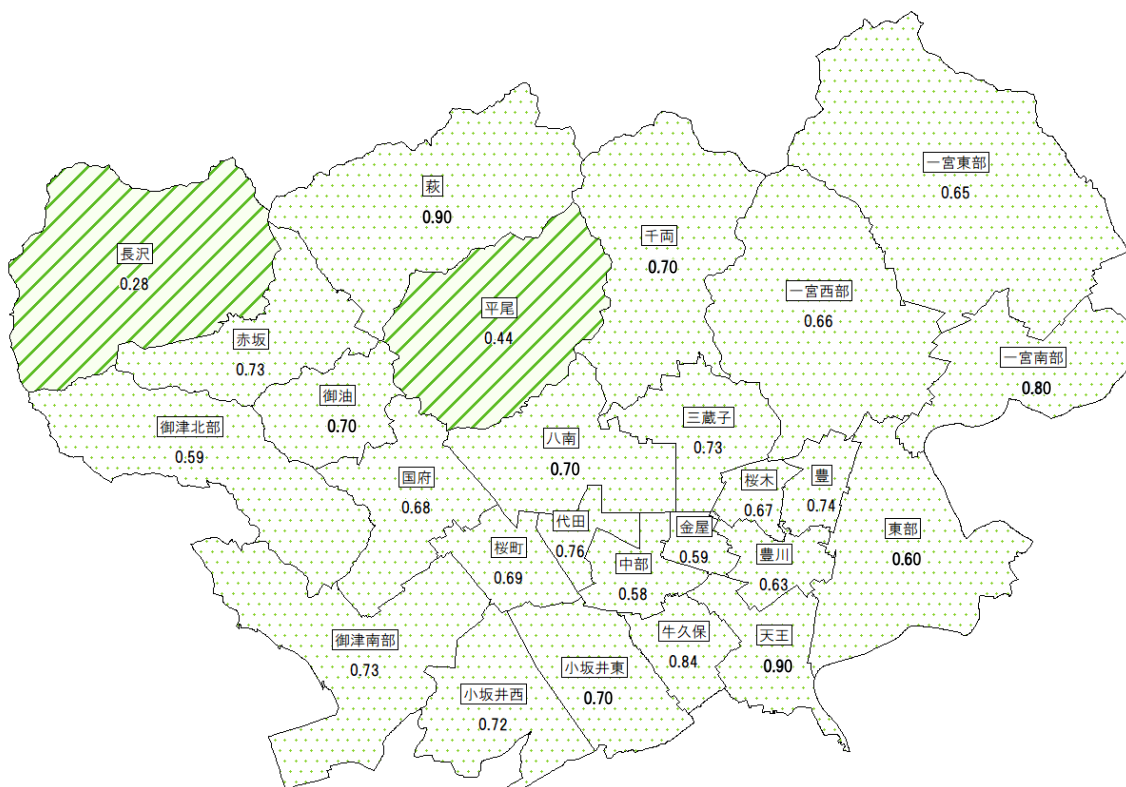 一宮東部
0.65
萩
0.90
千両
0.70
長沢
0.28
一宮西部
0.66
平尾
0.44
赤坂
0.73
一宮南部
0.80
御油
0.70
御津北部
0.59
三蔵子
0.73
八南
0.70
国府
0.68
桜木
0.67
豊
0.74
代田
0.76
金屋
0.59
東部
0.60
桜町
0.69
中部
0.58
豊川
0.63
御津南部
0.73
牛久保
0.84
天王
0.90
小坂井東
0.70
小坂井西
0.72